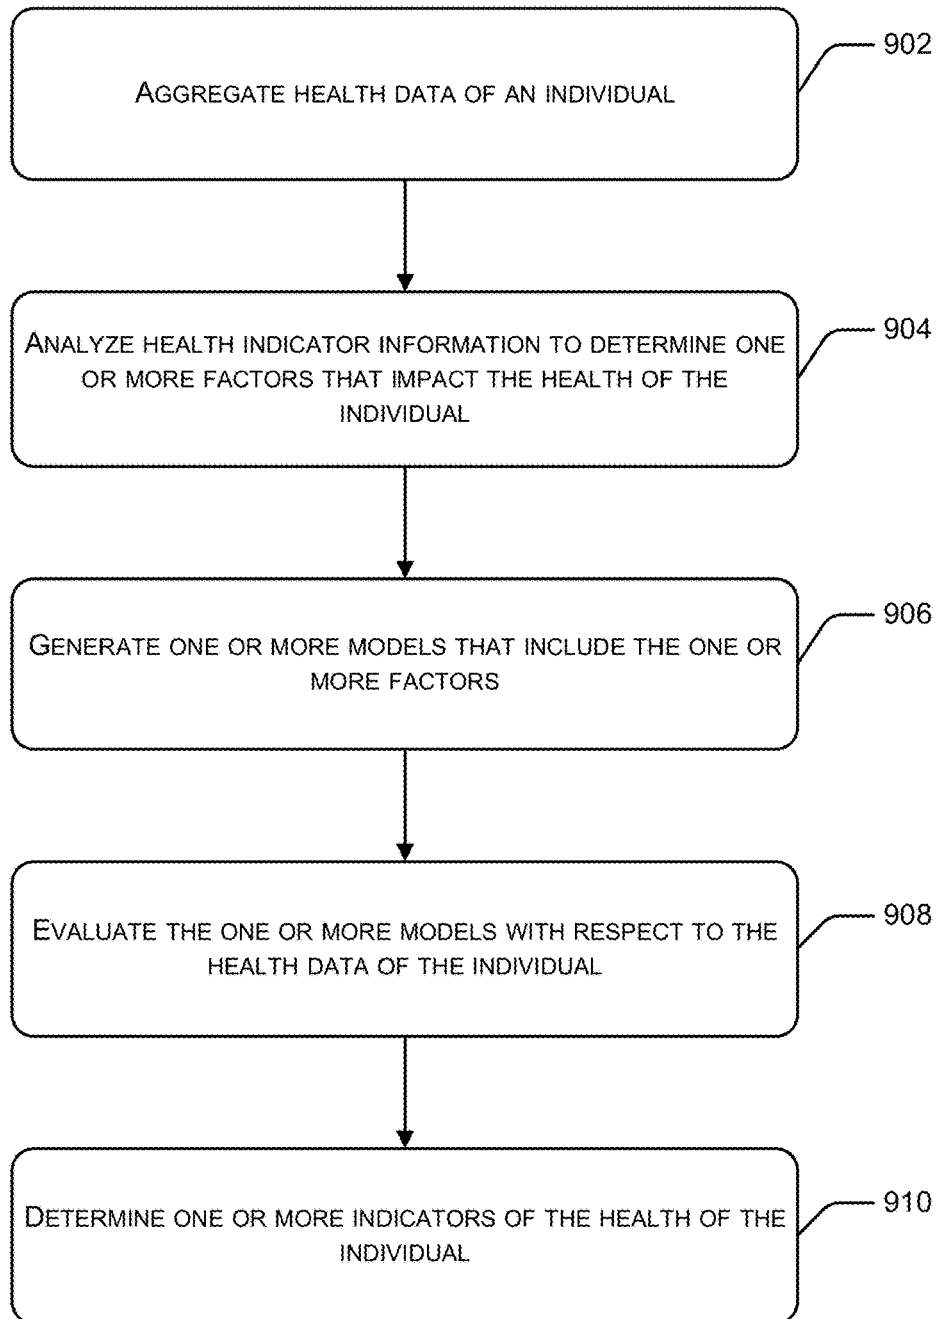 AGGREGATE HEALTH DATA OF AN INDIVIDUAL
902
ANALYZE HEALTH INDICATOR INFORMATION TO DETERMINE ONE
OR MORE FACTORS THAT IMPACT THE HEALTH OF THE
INDIVIDUAL
904
GENERATE ONE OR MORE MODELS THAT INCLUDE THE ONE OR
MORE FACTORS
906
EVALUATE THE ONE OR MORE MODELS WITH RESPECT TO THE
HEALTH DATA OF THE INDIVIDUAL
908
DETERMINE ONE OR MORE INDICATORS OF THE HEALTH OF THE
INDIVIDUAL
910